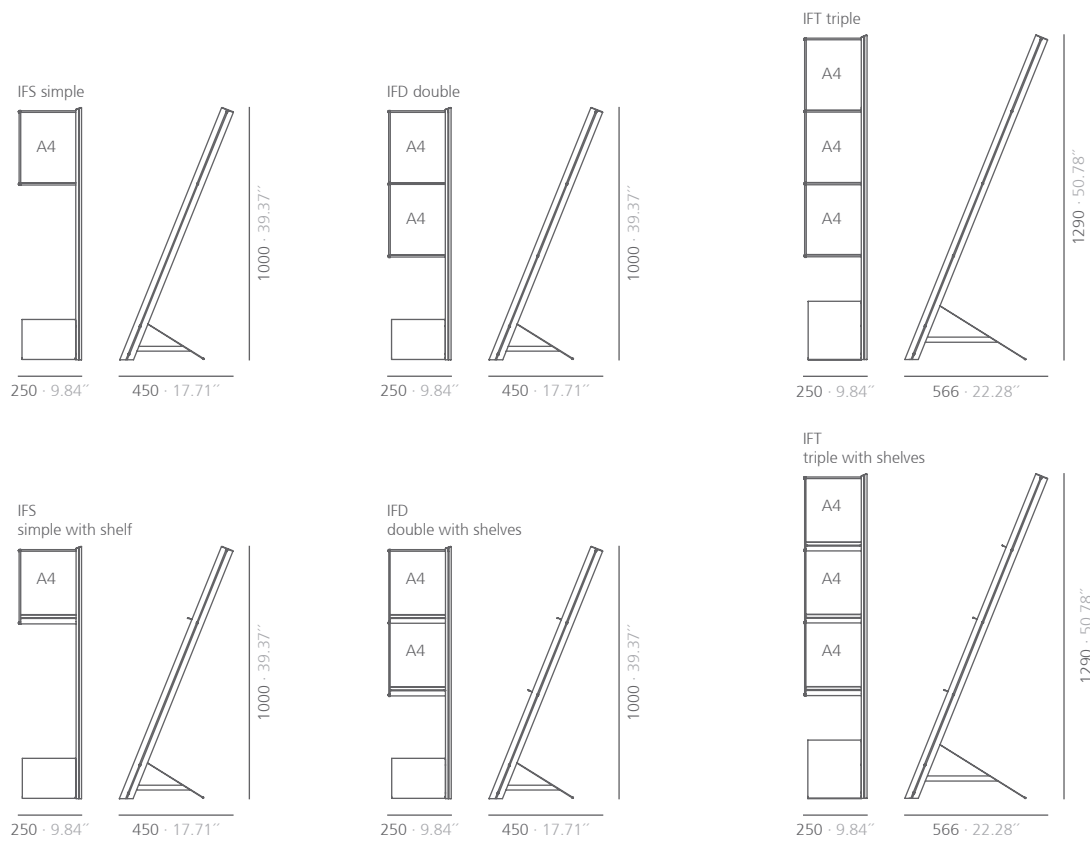 IFT triple
A4
IFS simple
IFD double
A4
A4
A4
A4
A4
1000 · 39.37´´
1000 · 39.37´´
1290 · 50.78´´
250 · 9.84´´
450 · 17.71´´
250 · 9.84´´
450 · 17.71´´
250 · 9.84´´
566 · 22.28´´
IFT
triple with shelves
IFS
simple with shelf
IFD
double with shelves
A4
A4
A4
A4
A4
A4
1000 · 39.37´´
1000 · 39.37´´
1290 · 50.78´´
250 · 9.84´´
450 · 17.71´´
250 · 9.84´´
450 · 17.71´´
250 · 9.84´´
566 · 22.28´´